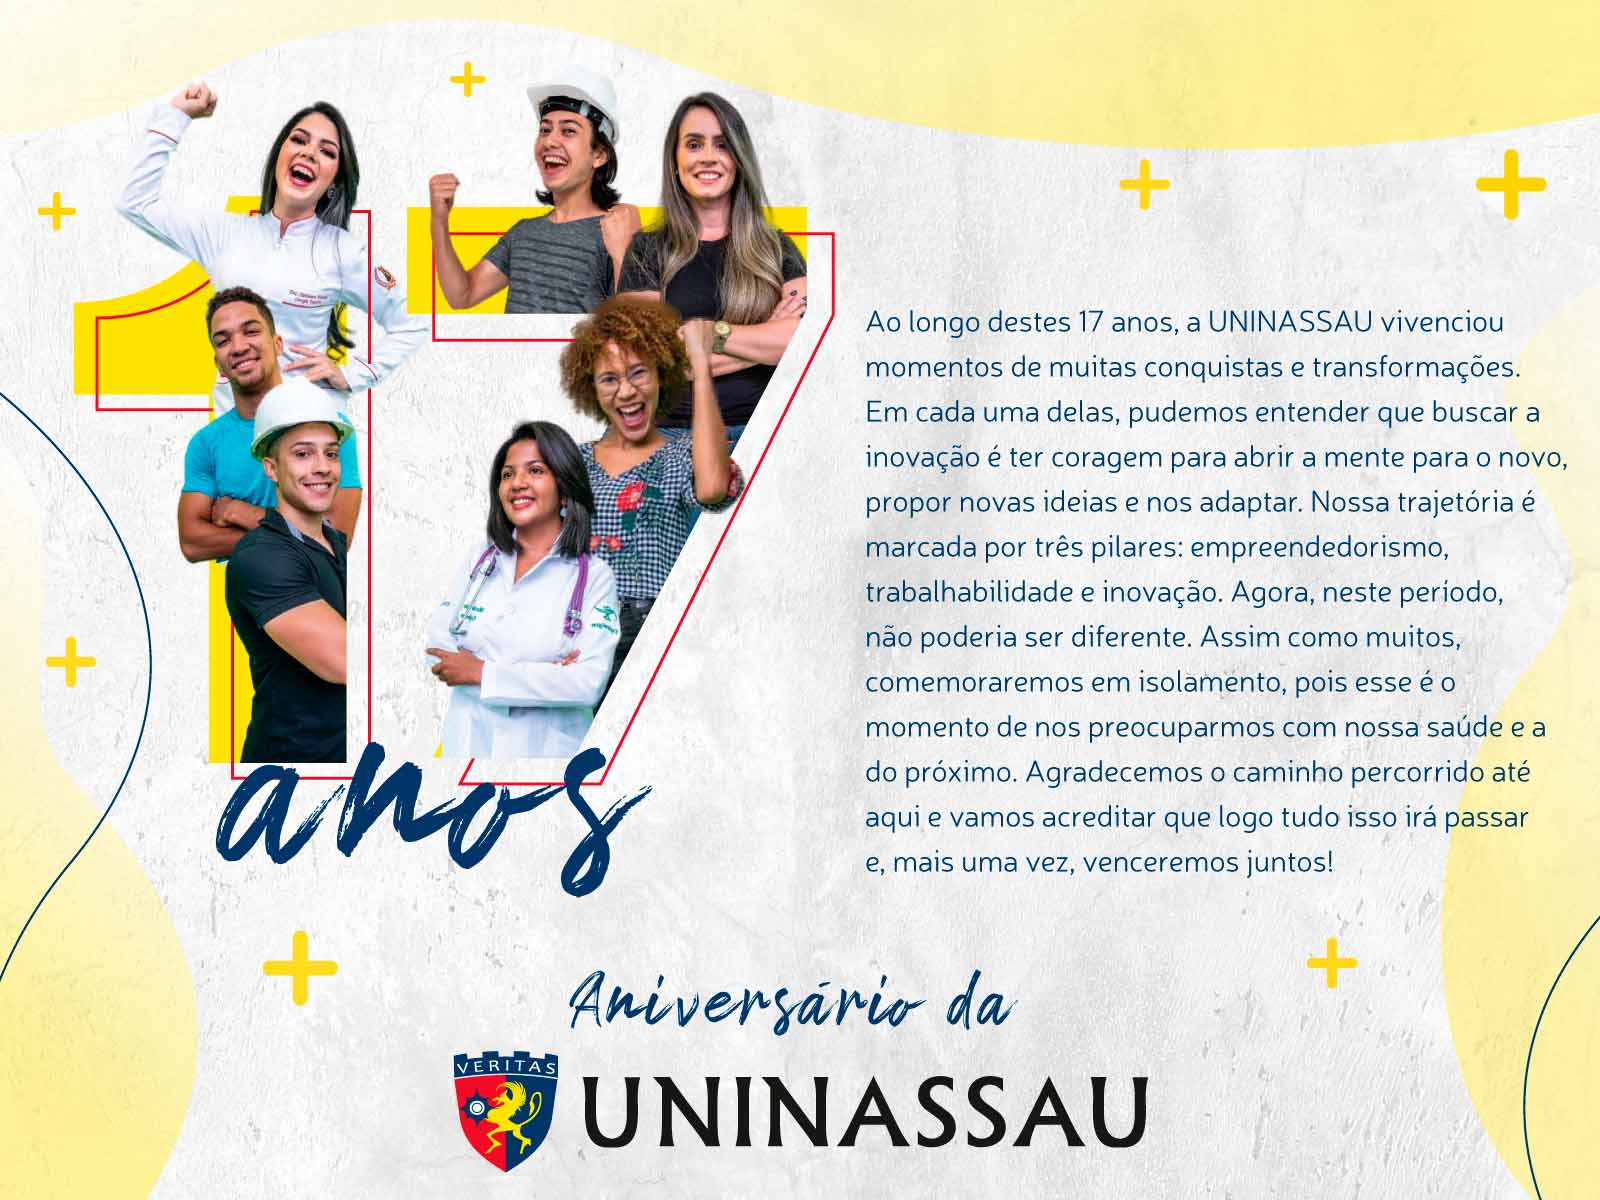 17
anos
Ao longo destes 17 anos, a UNINASSAU vivenciou
momentos de muitas conquistas e transformações.
Em cada uma delas, pudemos entender que buscar a
inovação é ter coragem para abrir a mente para o novo,
propor novas ideias e nos adaptar. Nossa trajetória é
marcada por três pilares: empreendedorismo,
trabalhabilidade e inovação. Agora, neste período,
não poderia ser diferente. Assim como muitos,
comemoraremos em isolamento, pois esse é o
momento de nos preocuparmos com nossa saúde e a
do próximo. Agradecemos o caminho percorrido até
aqui e vamos acreditar que logo tudo isso irá passar
e, mais uma vez, venceremos juntos!
Aniversário da
VERITAS
UNINASSAU